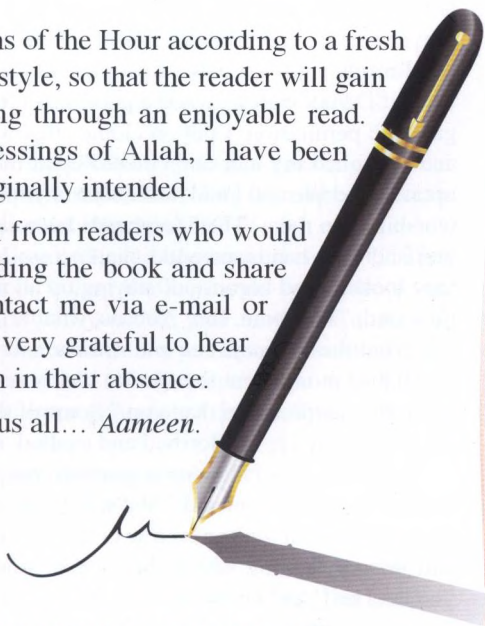 ns of the Hour according to a fresh
style, so that the reader will gain
ng through an enjoyable read.
essings of Allah, I have been
ginally intended.
r from readers who would
ding the book and share
ntact me via e-mail or
very grateful to hear
n in their absence.
us all… Aameen.